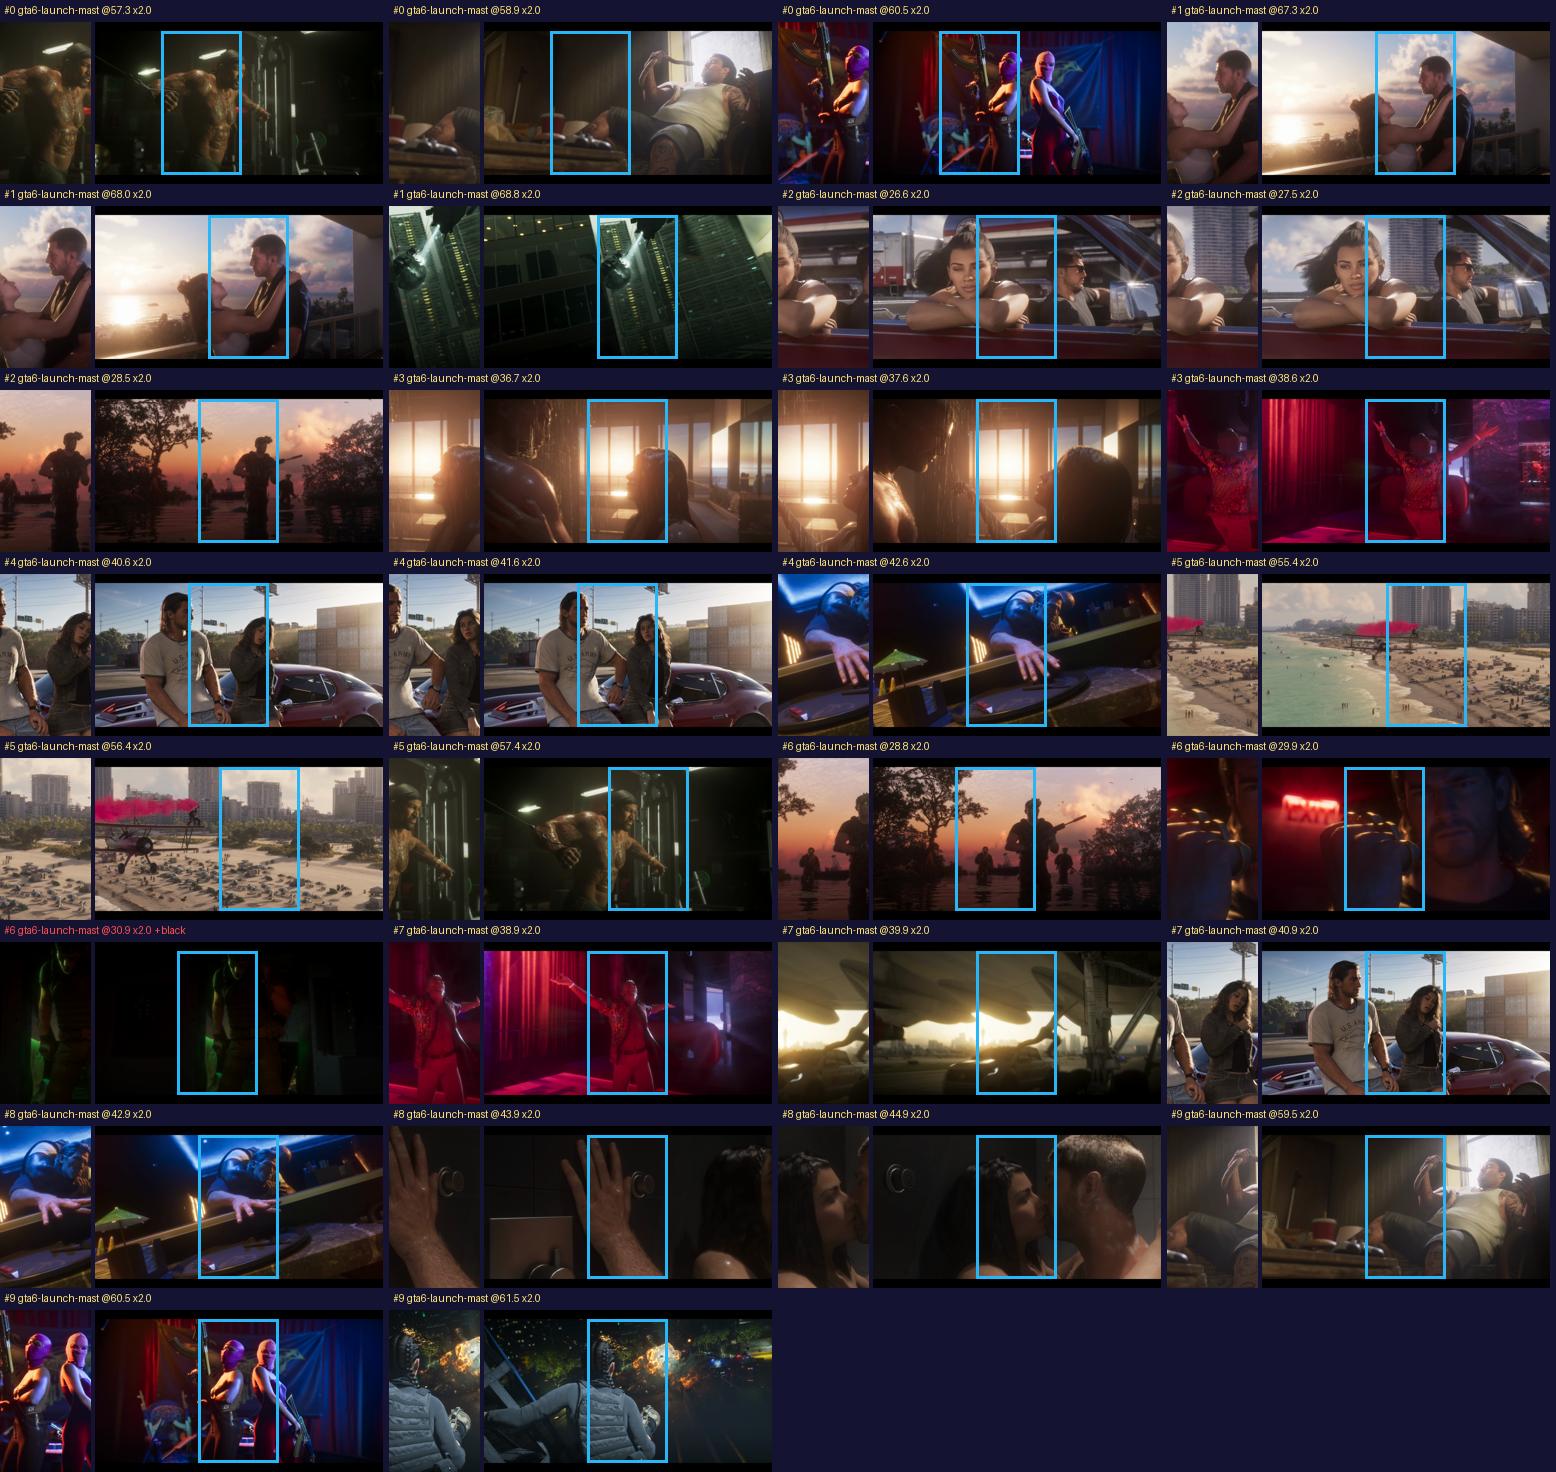 #0 gta6-launch-mast @57.3 x2.0
#0 gta6-launch-mast @58.9 x2.0
#0 gta6-launch-mast @60.5 x2.0
#1 gta6-launch-mast @67.3 x2.0
#1 gta6-launch-mast @68.0 x2.0
#1 gta6-launch-mast @68.8 x2.0
#2 gta6-launch-mast @26.6 x2.0
#2 gta6-launch-mast @27.5 x2.0
#2 gta6-launch-mast @28.5 x2.0
#3 gta6-launch-mast @36.7 x2.0
#3 gta6-launch-mast @37.6 x2.0
#3 gta6-launch-mast @38.6 x2.0
#4 gta6-launch-mast @40.6 x2.0
#4 gta6-launch-mast @41.6 x2.0
#4 gta6-launch-mast @42.6 x2.0
#5 gta6-launch-mast @55.4 x2.0
#5 gta6-launch-mast @56.4 x2.0
#5 gta6-launch-mast @57.4 x2.0
#6 gta6-launch-mast @28.8 x2.0
#6 gta6-launch-mast @29.9 x2.0
#6 gta6-launch-mast @30.9 x2.0 +black
#7 gta6-launch-mast @38.9 x2.0
#7 gta6-launch-mast @39.9 x2.0
#7 gta6-launch-mast @40.9 x2.0
#8 gta6-launch-mast @42.9 x2.0
#8 gta6-launch-mast @43.9 x2.0
#8 gta6-launch-mast @44.9 x2.0
#9 gta6-launch-mast @59.5 x2.0
#9 gta6-launch-mast @60.5 x2.0
#9 gta6-launch-mast @61.5 x2.0